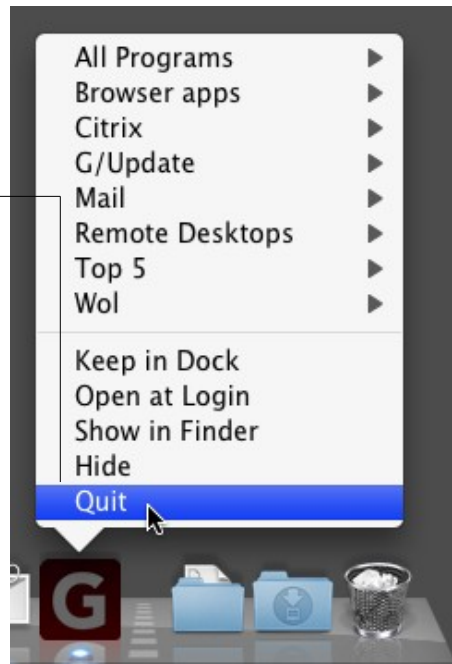 All Programs
Browser apps
Citrix
G/Update
Mail
Remote Desktops
Top 5
Wol
Keep in Dock
Open at Login
Show in Finder
Hide
Quit
G